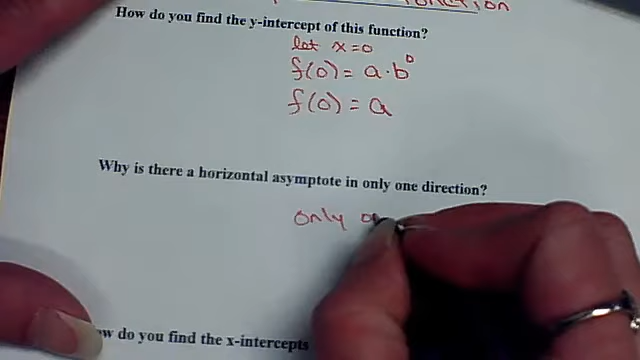 function
How do you find the y-intercept of this function?
let x=0
f(0) = a·b⁰
f(0) = a
Why is there a horizontal asymptote in only one direction?
only
do you find the x-intercepts